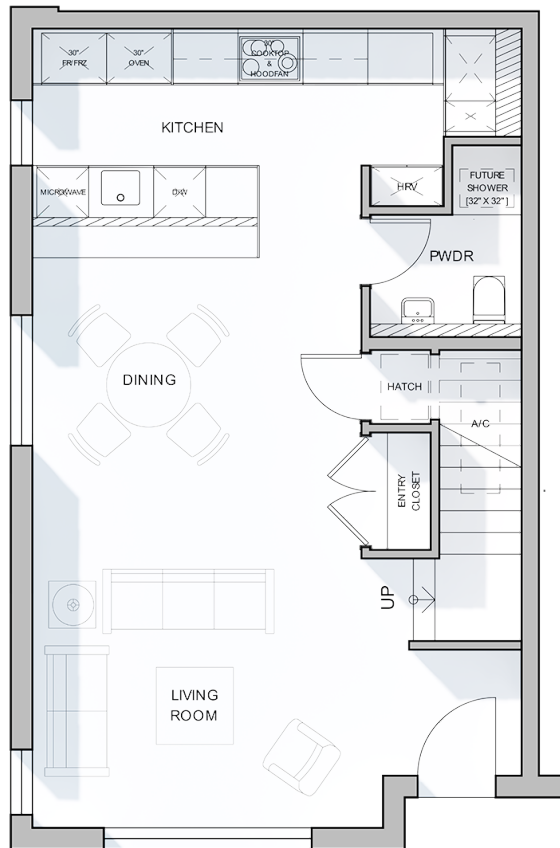 30"
FR/FRZ
30"
OVEN
30"
COOKTOP
&
HOODFAN
KITCHEN
MICROWAVE
D/W
HRV
FUTURE
SHOWER
[32" X 32" ]
PWDR
DINING
HATCH
A/C
ENTRY
CLOSET
UP
LIVING
ROOM